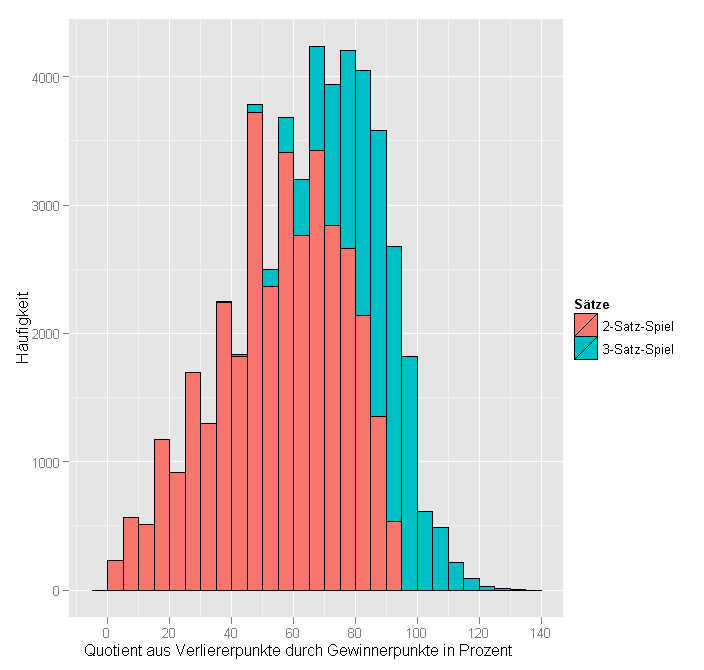 4000
3000
2000
1000
0
Häufigkeit
0 20 40 60 80 100 120 140
Quotient aus Verliererpunkte durch Gewinnerpunkte in Prozent
Sätze
2-Satz-Spiel
3-Satz-Spiel